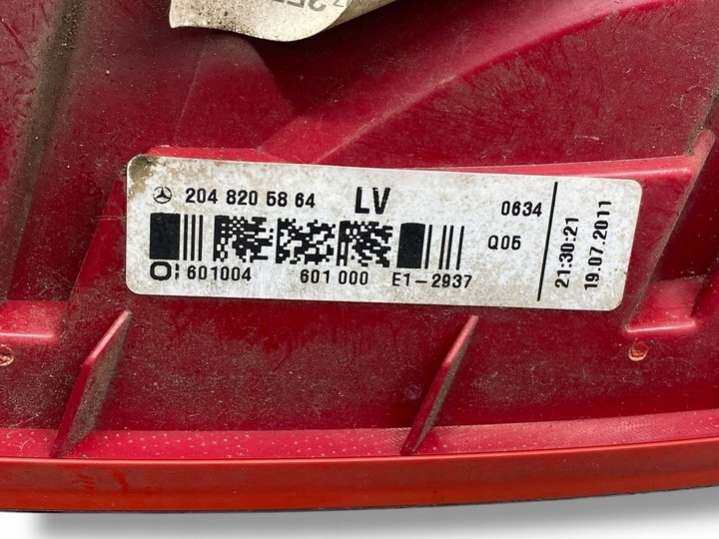 204 820 58 64 LV 0634
Q05
601004 601 000 E1-2937
21:30:21
19.07.2011